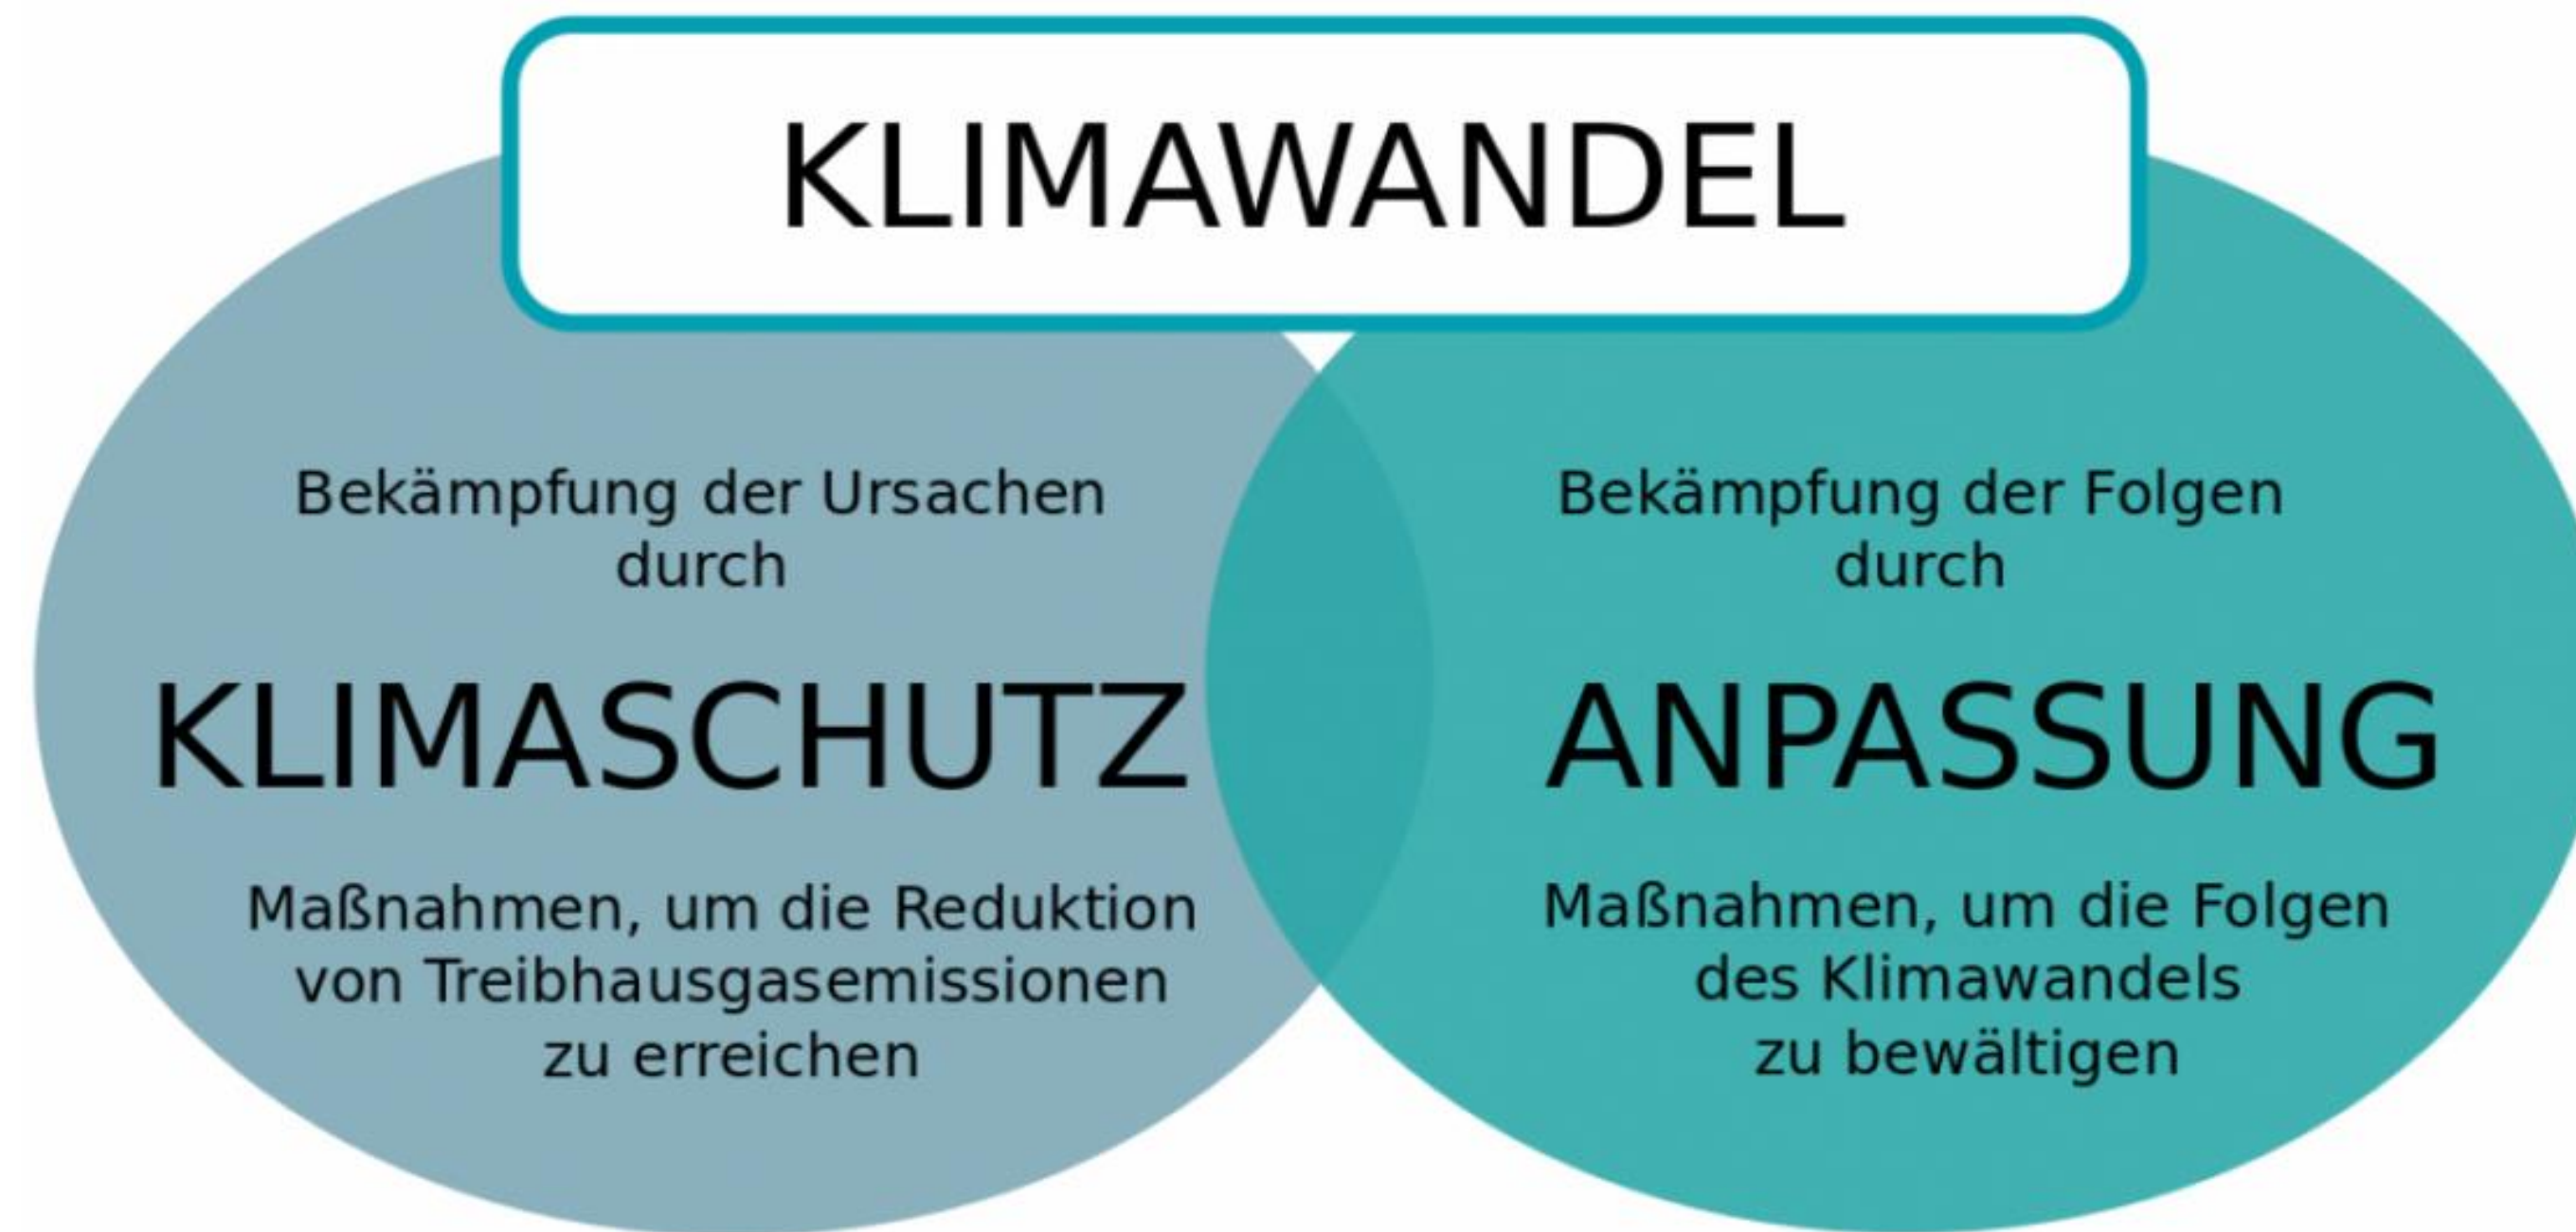 KLIMAWANDEL
Bekämpfung der Ursachen
durch
KLIMASCHUTZ
Maßnahmen, um die Reduktion
von Treibhausgasemissionen
zu erreichen
Bekämpfung der Folgen
durch
ANPASSUNG
Maßnahmen, um die Folgen
des Klimawandels
zu bewältigen